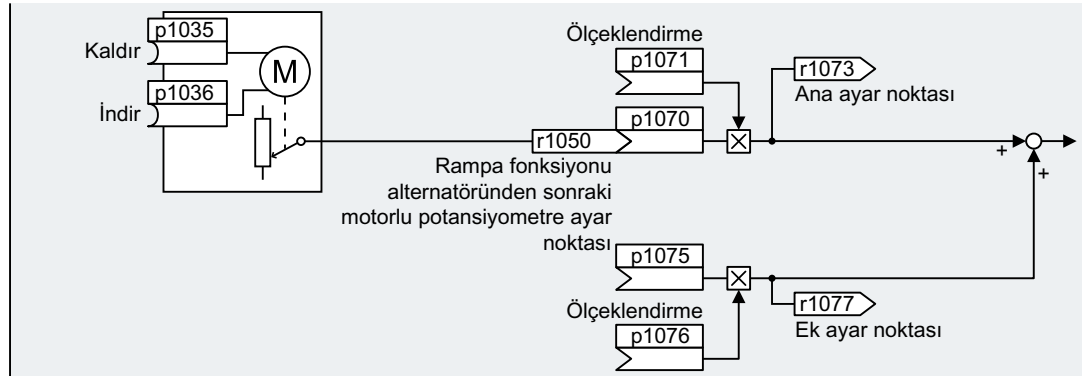 p1035
Kaldır
p1036
İndir
M
Ölçeklendirme
p1071
r1073
Ana ayar noktası
p1070
r1050
Rampa fonksiyonu
alternatöründen sonraki
motorlu potansiyometre ayar
noktası
+
+
p1075
Ölçeklendirme
p1076
r1077
Ek ayar noktası